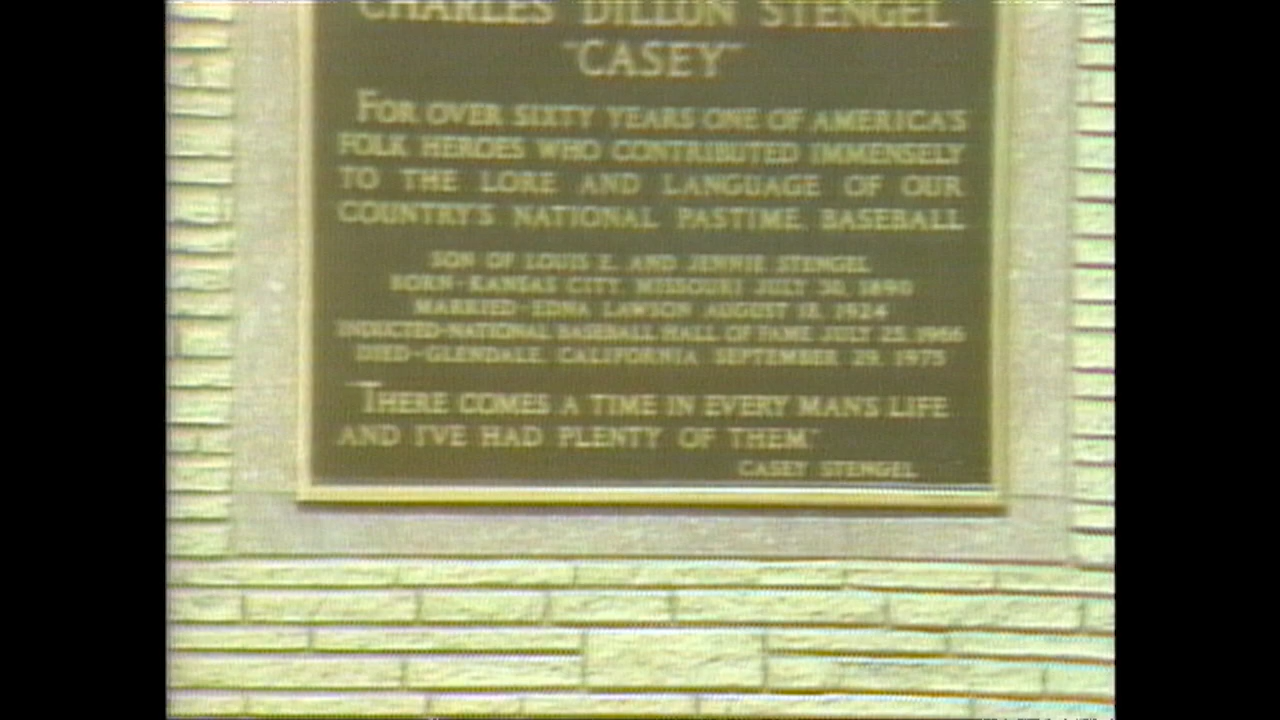 CHARLES DILLON STENGEL
"CASEY"
FOR OVER SIXTY YEARS ONE OF AMERICA'S
FOLK HEROES WHO CONTRIBUTED IMMENSELY
TO THE LORE AND LANGUAGE OF OUR
COUNTRY'S NATIONAL PASTIME, BASEBALL
SON OF LOUIS E. AND JENNIE STENGEL
BORN-KANSAS CITY, MISSOURI JULY 30, 1890
MARRIED-EDNA LAWSON AUGUST 18, 1924
INDUCTED-NATIONAL BASEBALL HALL OF FAME JULY 25, 1966
DIED-GLENDALE, CALIFORNIA SEPTEMBER 29, 1975
"THERE COMES A TIME IN EVERY MAN'S LIFE
AND I'VE HAD PLENTY OF THEM."
CASEY STENGEL